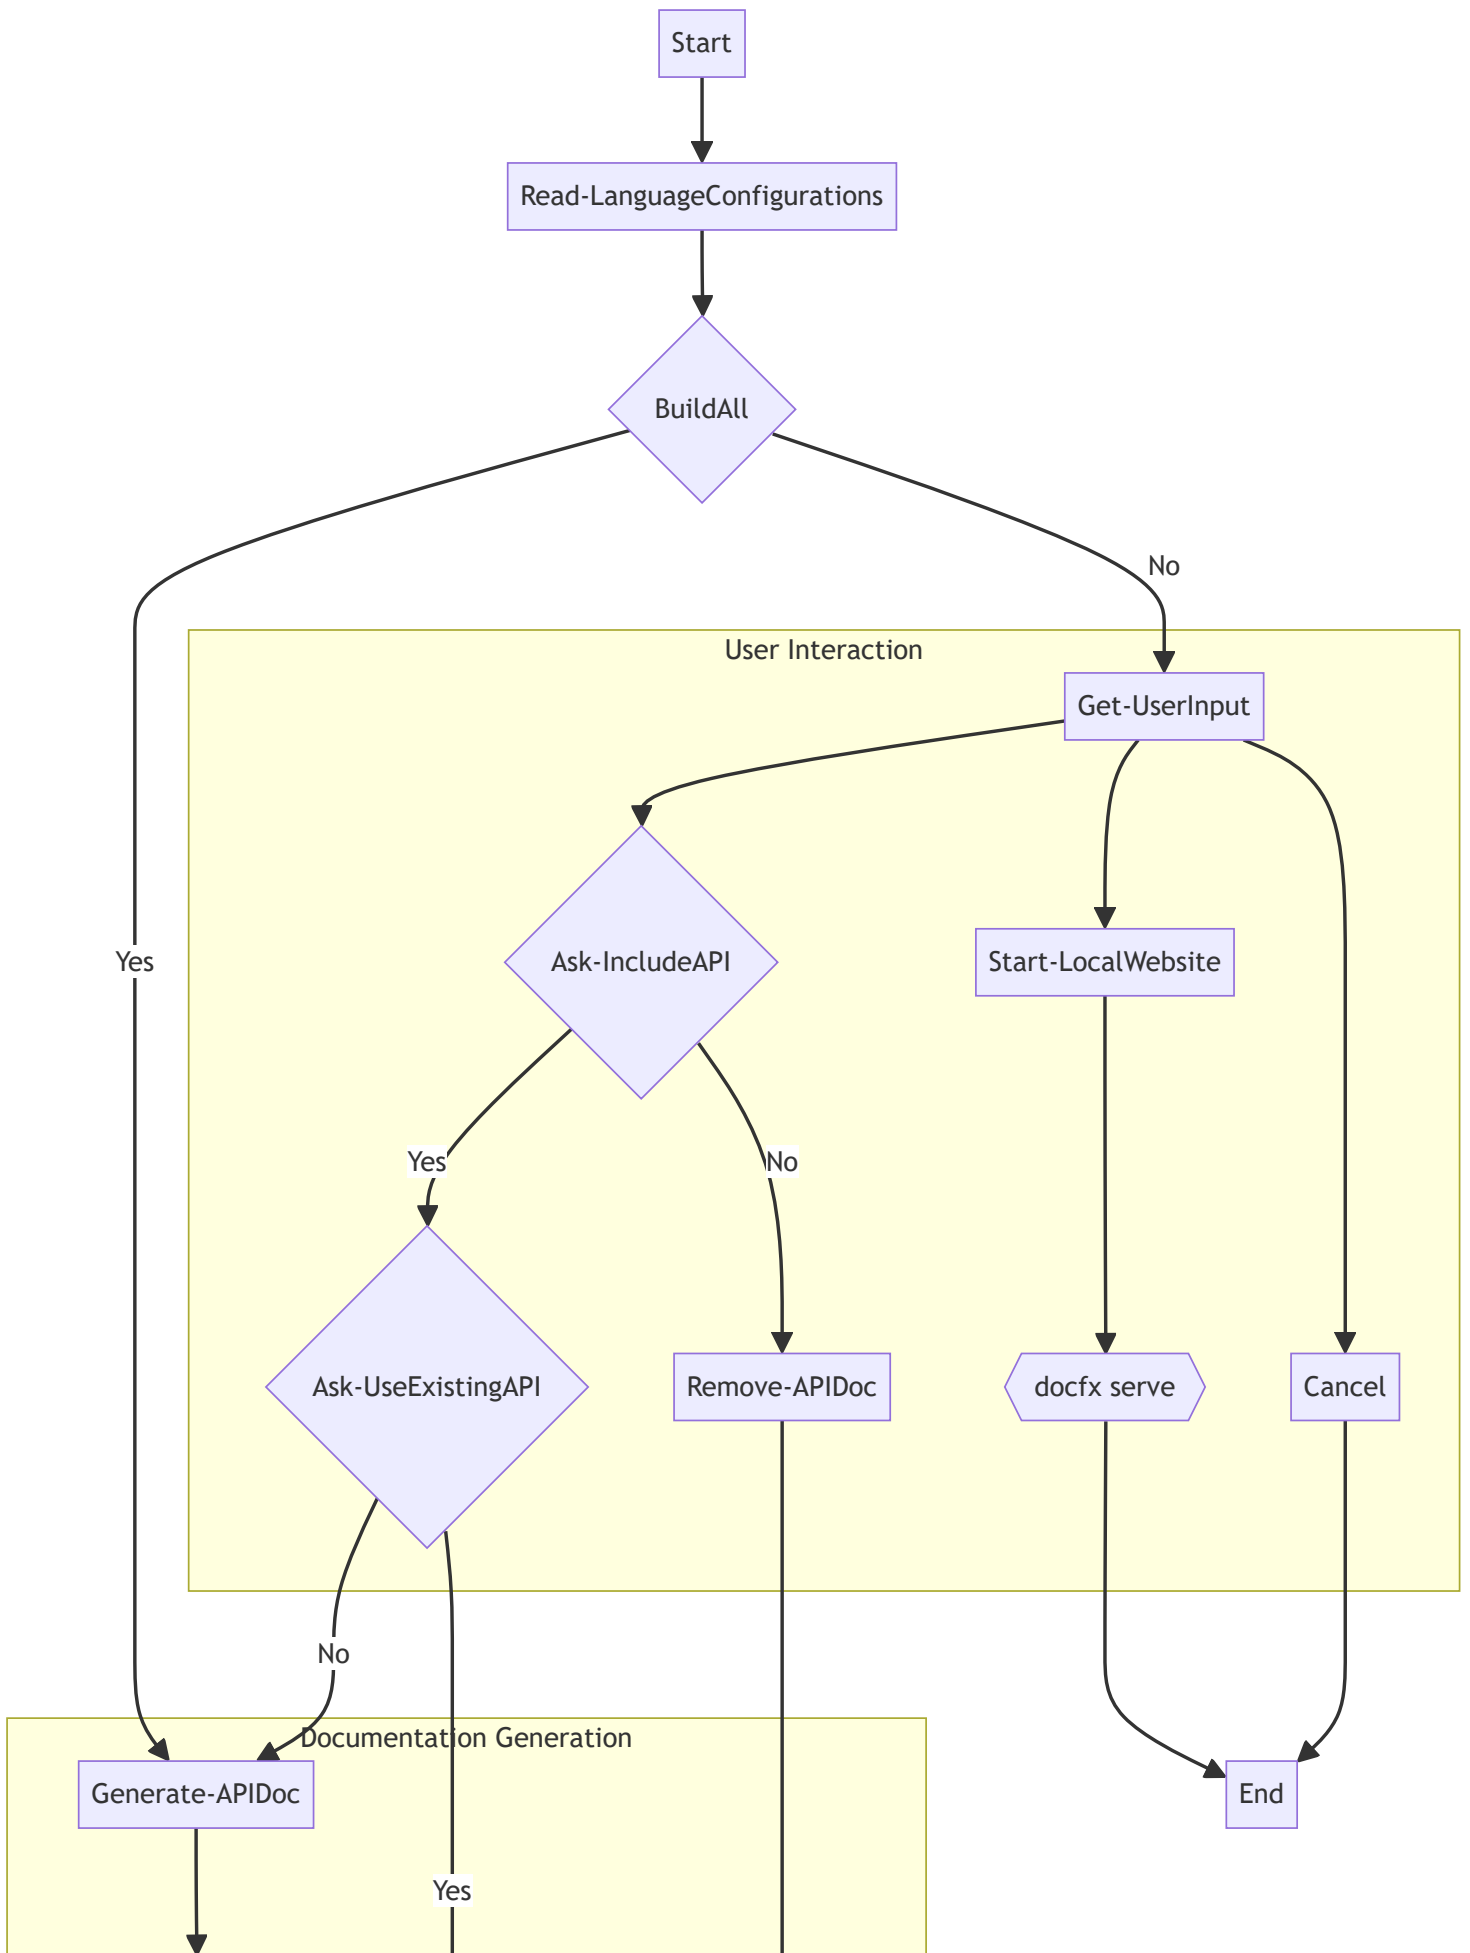 Start
Read-LanguageConfigurations
BuildAll
No
User Interaction
Get-UserInput
Yes
Ask-IncludeAPI
Start-LocalWebsite
Yes
No
Ask-UseExistingAPI
Remove-APIDoc
docfx serve
Cancel
No
Documentation Generation
Generate-APIDoc
End
Yes